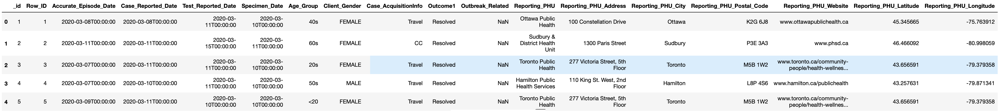 _id Row_ID Accurate_Episode_Date Case_Reported_Date Test_Reported_Date Specimen_Date Age_Group Client_Gender Case_AcquisitionInfo Outcome1 Outbreak_Related Reporting_PHU Reporting_PHU_Address Reporting_PHU_City Reporting_PHU_Postal_Code Reporting_PHU_Website Reporting_PHU_Latitude Reporting_PHU_Longitude
0 1 1 2020-03-08T00:00:00 2020-03-08T00:00:00 2020-03-11T00:00:00 2020-03-10T00:00:00 40s FEMALE Travel Resolved NaN Ottawa Public Health 100 Constellation Drive Ottawa K2G 6J8 www.ottawapublichealth.ca 45.345665 -75.763912
1 2 2 2020-03-11T00:00:00 2020-03-11T00:00:00 2020-03-15T00:00:00 2020-03-11T00:00:00 60s FEMALE CC Resolved NaN Sudbury & District Health Unit 1300 Paris Street Sudbury P3E 3A3 www.phsd.ca 46.466092 -80.998059
2 3 3 2020-03-07T00:00:00 2020-03-11T00:00:00 2020-03-11T00:00:00 2020-03-10T00:00:00 20s FEMALE Travel Resolved NaN Toronto Public Health 277 Victoria Street, 5th Floor Toronto M5B 1W2 www.toronto.ca/community-people/health-wellnes... 43.656591 -79.379358
3 4 4 2020-03-07T00:00:00 2020-03-10T00:00:00 2020-03-11T00:00:00 2020-03-10T00:00:00 50s MALE Travel Resolved NaN Hamilton Public Health Services 110 King St. West, 2nd Floor Hamilton L8P 4S6 www.hamilton.ca/publichealth 43.257631 -79.871341
4 5 5 2020-03-09T00:00:00 2020-03-11T00:00:00 2020-03-10T00:00:00 2020-03-10T00:00:00 <20 FEMALE Travel Resolved NaN Toronto Public Health 277 Victoria Street, 5th Floor Toronto M5B 1W2 www.toronto.ca/community-people/health-wellnes... 43.656591 -79.379358